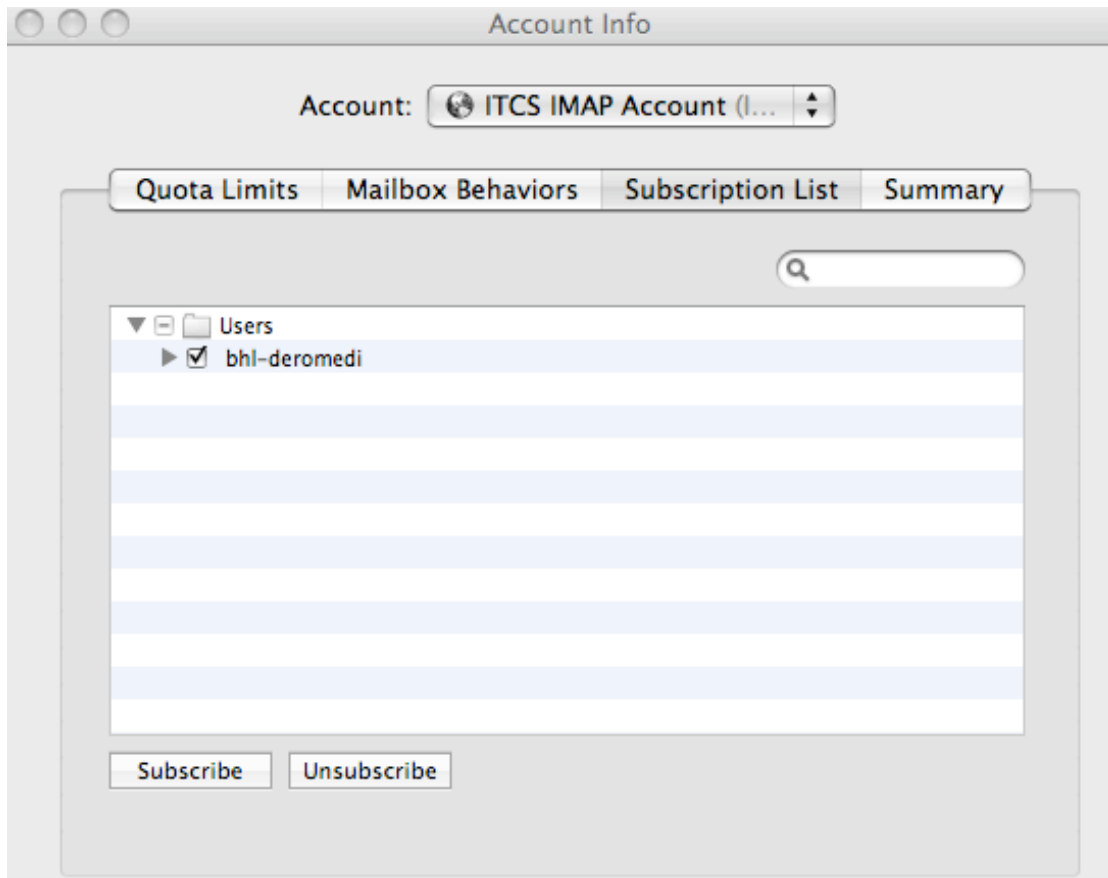 Account Info
Account: ITCS IMAP Account (I...
Quota Limits Mailbox Behaviors Subscription List Summary
Users
bhl-deromedi
Subscribe Unsubscribe